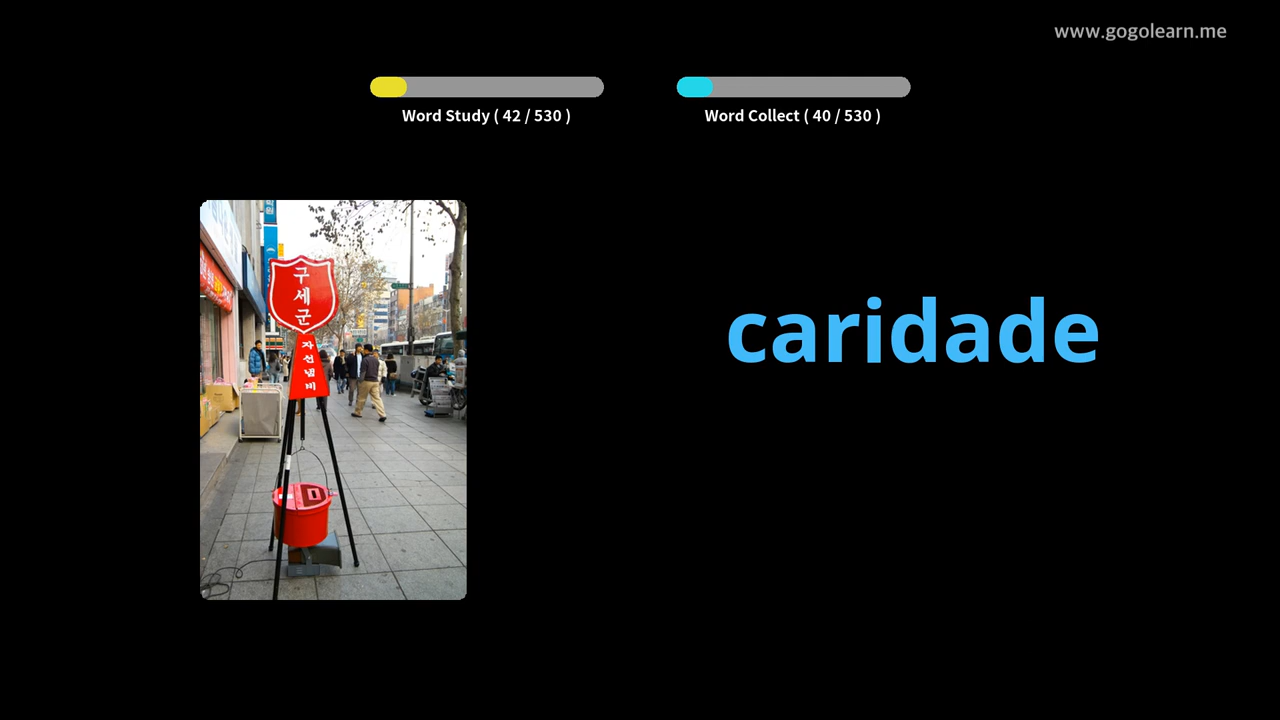 www.gogolearn.me
Word Study ( 42 / 530 )
Word Collect ( 40 / 530 )
구
세
군
자
선
냄
비
caridade